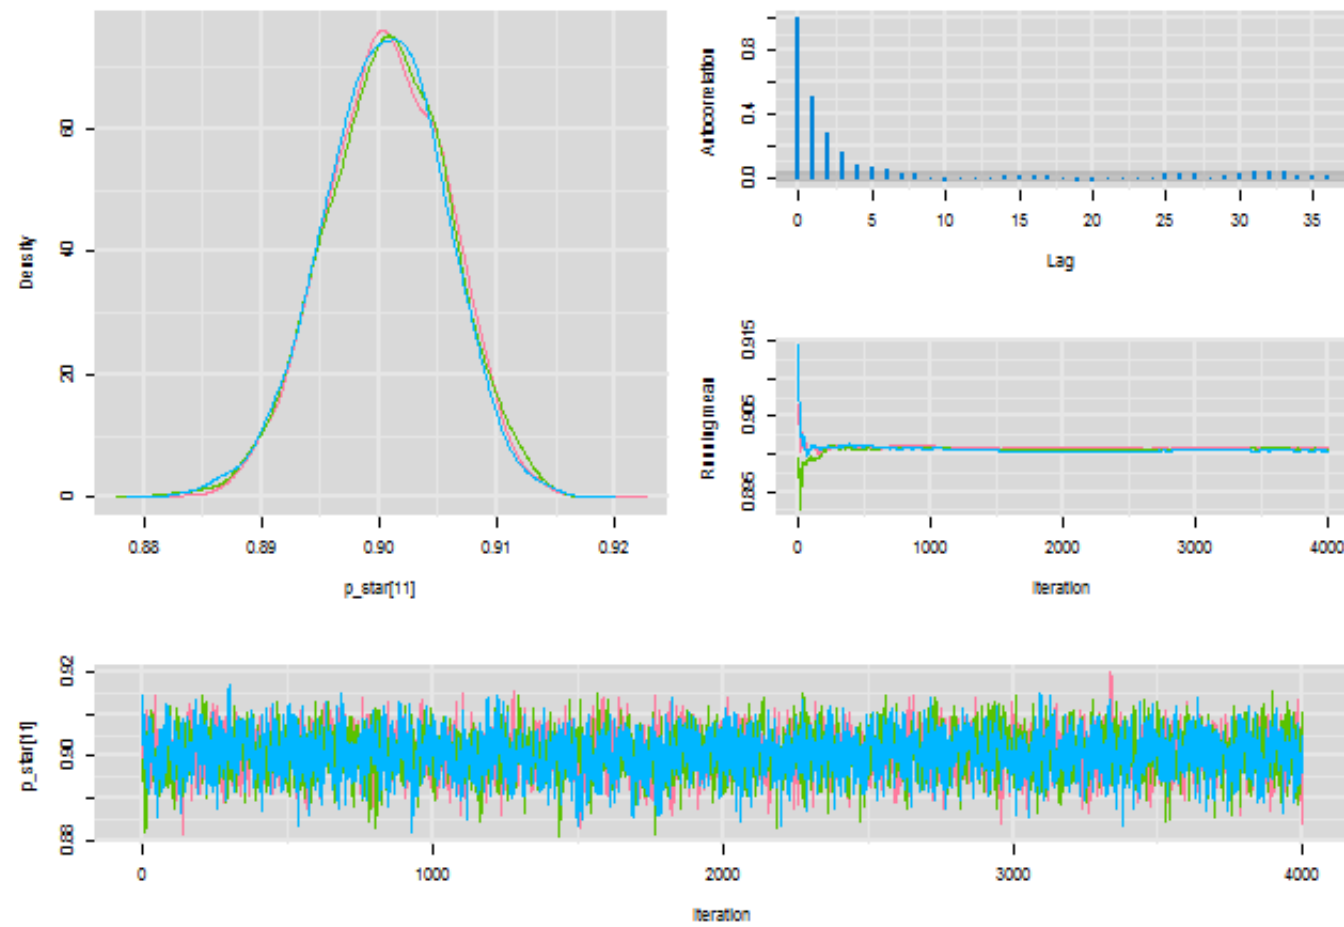 Density
0 20 40 60
0.88 0.89 0.90 0.91 0.92
p_star[11]
Autocorrelation
0.0 0.4 0.8
0 5 10 15 20 25 30 35
Lag
Running mean
0.895 0.905 0.915
0 1000 2000 3000 4000
Iteration
p_star[11]
0.88 0.90 0.92
0 1000 2000 3000 4000
Iteration